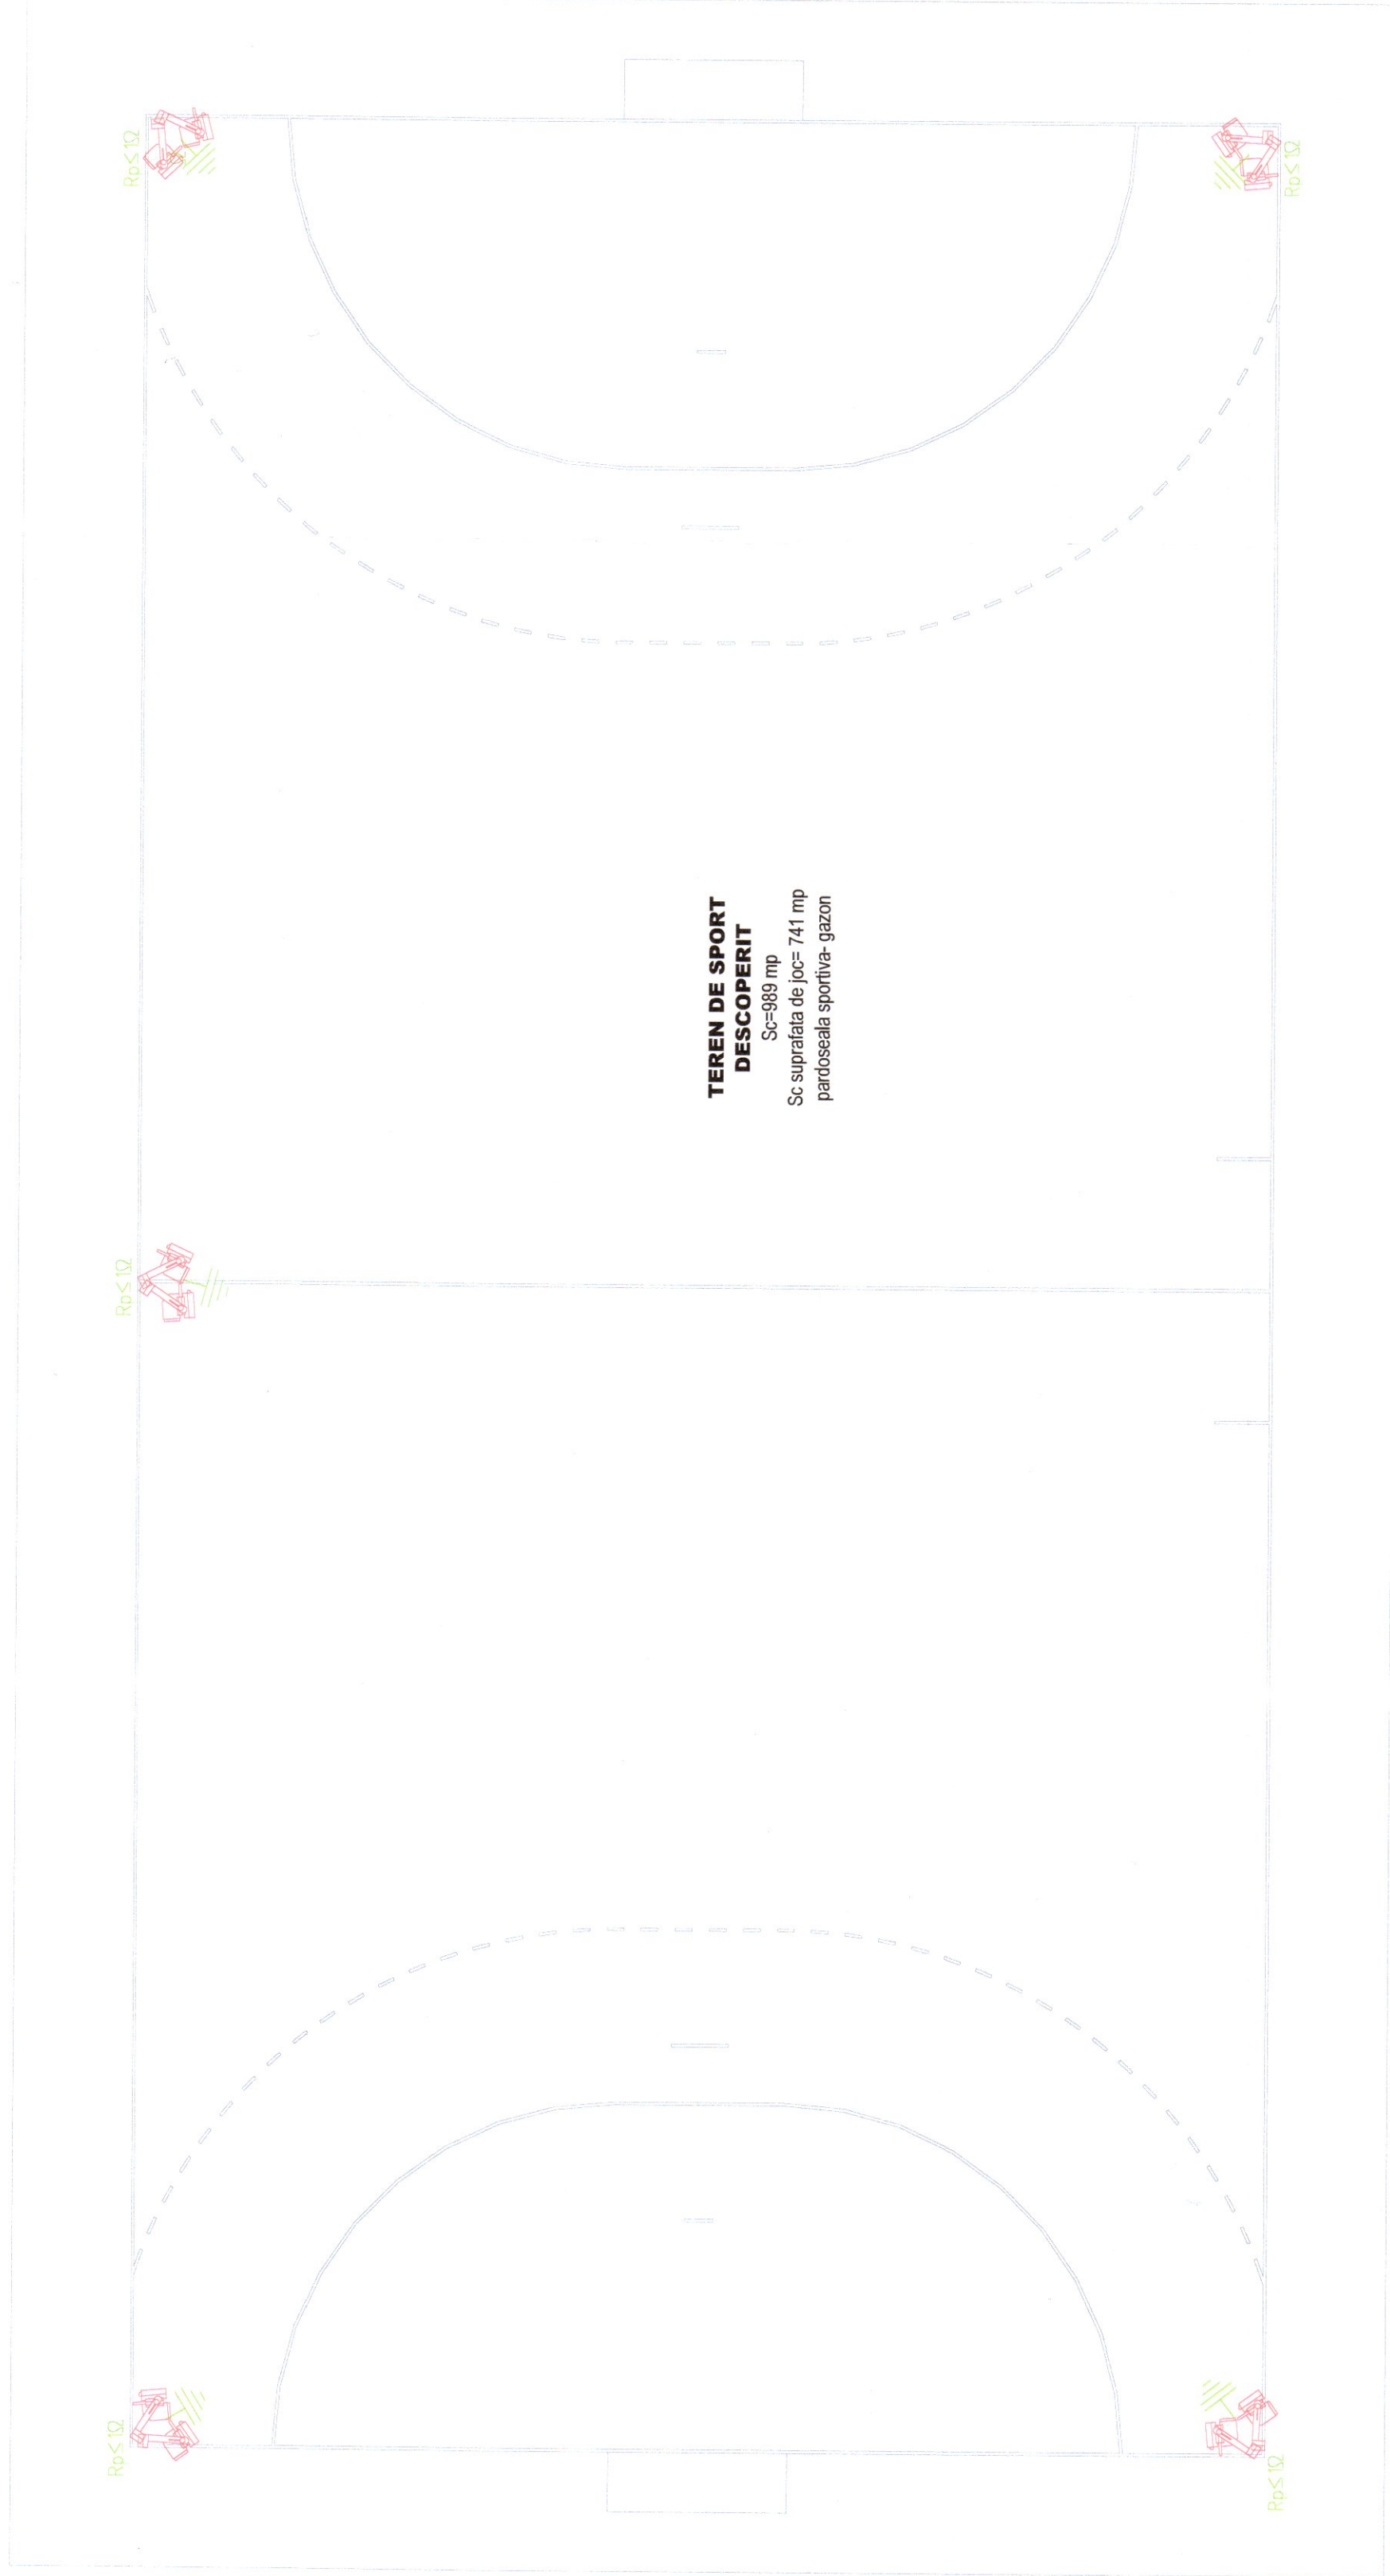 Rp≤1Ω
Rp≤1Ω
TEREN DE SPORT
DESCOPERIT
Sc=989 mp
Sc suprafata de joc= 741 mp
pardoseala sportiva- gazon
Rp≤1Ω
Rp≤1Ω
Rp≤1Ω